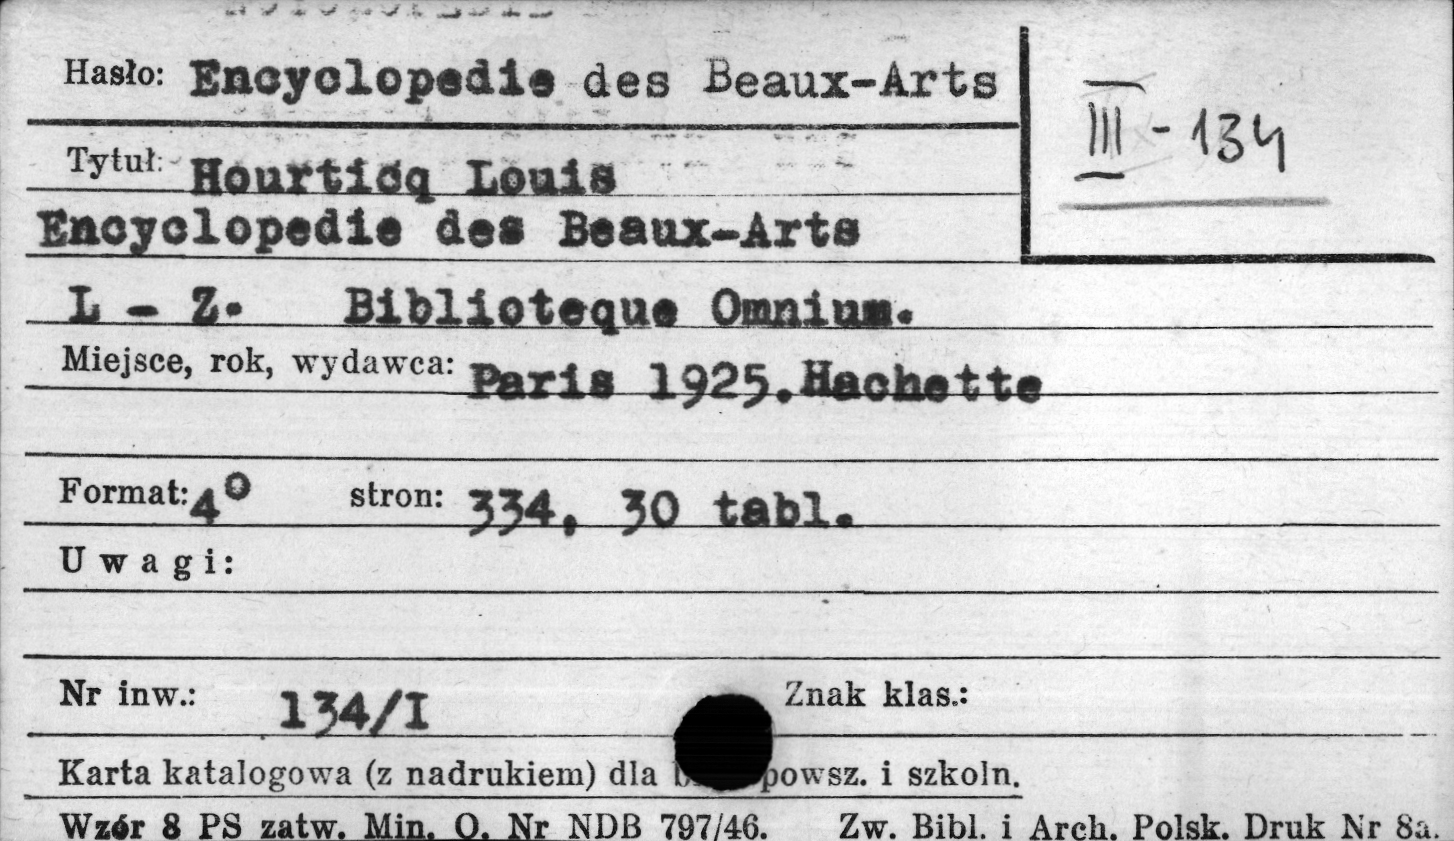 Hasło: Encyclopedie des Beaux-Arts
III - 134
Tytuł: Hourticq Louis
Encyclopedie des Beaux-Arts
L - Z. Biblioteque Omnium.
Miejsce, rok, wydawca: Paris 1925. Hachette
Format: 4° stron: 334, 30 tabl.
Uwagi:
Nr inw.: 134/I Znak klas.:
Karta katalogowa (z nadrukiem) dla powsz. i szkoln.
Wzór 8 PS zatw. Min. O. Nr NDB 797/46. Zw. Bibl. i Arch. Polsk. Druk Nr 8a.